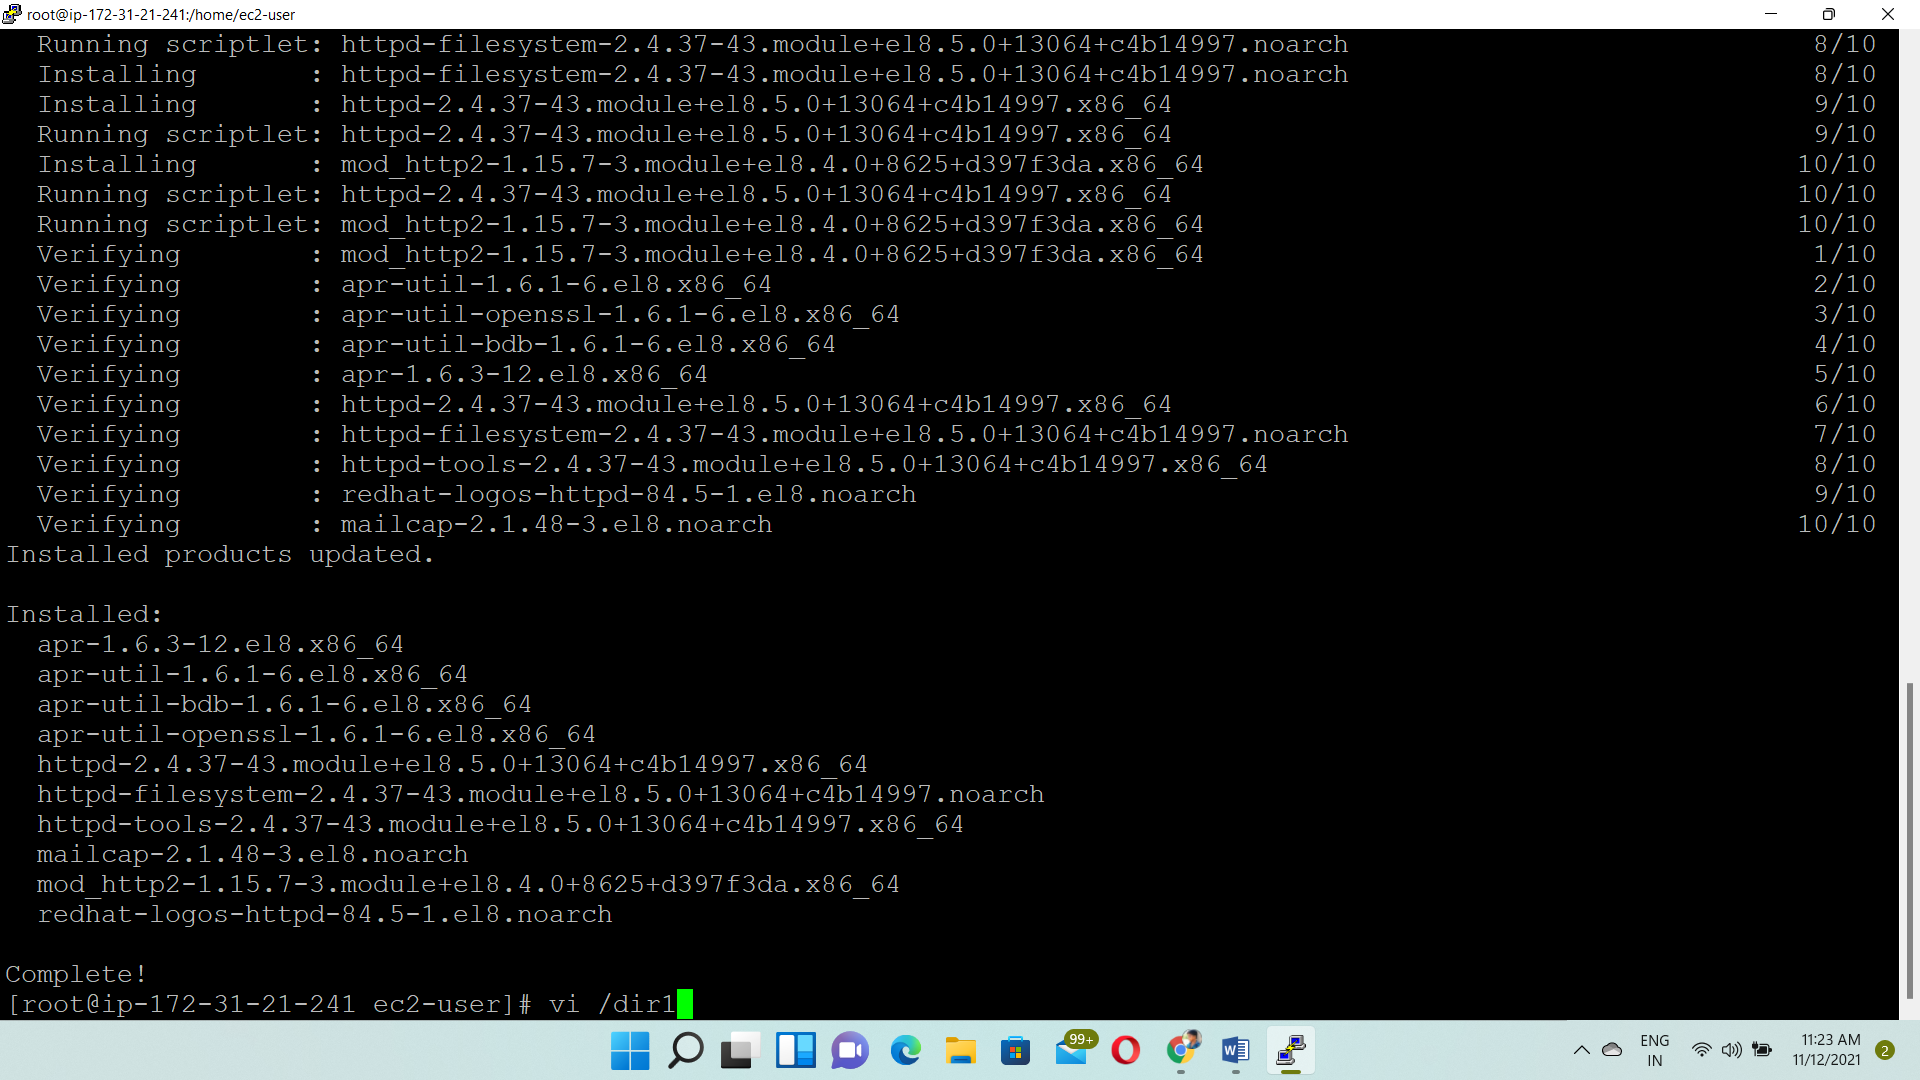 root@ip-172-31-21-241:/home/ec2-user
Running scriptlet: httpd-filesystem-2.4.37-43.module+el8.5.0+13064+c4b14997.noarch 8/10
Installing : httpd-filesystem-2.4.37-43.module+el8.5.0+13064+c4b14997.noarch 8/10
Installing : httpd-2.4.37-43.module+el8.5.0+13064+c4b14997.x86_64 9/10
Running scriptlet: httpd-2.4.37-43.module+el8.5.0+13064+c4b14997.x86_64 9/10
Installing : mod_http2-1.15.7-3.module+el8.4.0+8625+d397f3da.x86_64 10/10
Running scriptlet: httpd-2.4.37-43.module+el8.5.0+13064+c4b14997.x86_64 10/10
Running scriptlet: mod_http2-1.15.7-3.module+el8.4.0+8625+d397f3da.x86_64 10/10
Verifying : mod_http2-1.15.7-3.module+el8.4.0+8625+d397f3da.x86_64 1/10
Verifying : apr-util-1.6.1-6.el8.x86_64 2/10
Verifying : apr-util-openssl-1.6.1-6.el8.x86_64 3/10
Verifying : apr-util-bdb-1.6.1-6.el8.x86_64 4/10
Verifying : apr-1.6.3-12.el8.x86_64 5/10
Verifying : httpd-2.4.37-43.module+el8.5.0+13064+c4b14997.x86_64 6/10
Verifying : httpd-filesystem-2.4.37-43.module+el8.5.0+13064+c4b14997.noarch 7/10
Verifying : httpd-tools-2.4.37-43.module+el8.5.0+13064+c4b14997.x86_64 8/10
Verifying : redhat-logos-httpd-84.5-1.el8.noarch 9/10
Verifying : mailcap-2.1.48-3.el8.noarch 10/10
Installed products updated.
Installed:
apr-1.6.3-12.el8.x86_64
apr-util-1.6.1-6.el8.x86_64
apr-util-bdb-1.6.1-6.el8.x86_64
apr-util-openssl-1.6.1-6.el8.x86_64
httpd-2.4.37-43.module+el8.5.0+13064+c4b14997.x86_64
httpd-filesystem-2.4.37-43.module+el8.5.0+13064+c4b14997.noarch
httpd-tools-2.4.37-43.module+el8.5.0+13064+c4b14997.x86_64
mailcap-2.1.48-3.el8.noarch
mod_http2-1.15.7-3.module+el8.4.0+8625+d397f3da.x86_64
redhat-logos-httpd-84.5-1.el8.noarch
Complete!
[root@ip-172-31-21-241 ec2-user]# vi /dir1
99+
W
ENG
IN
11:23 AM
11/12/2021
2